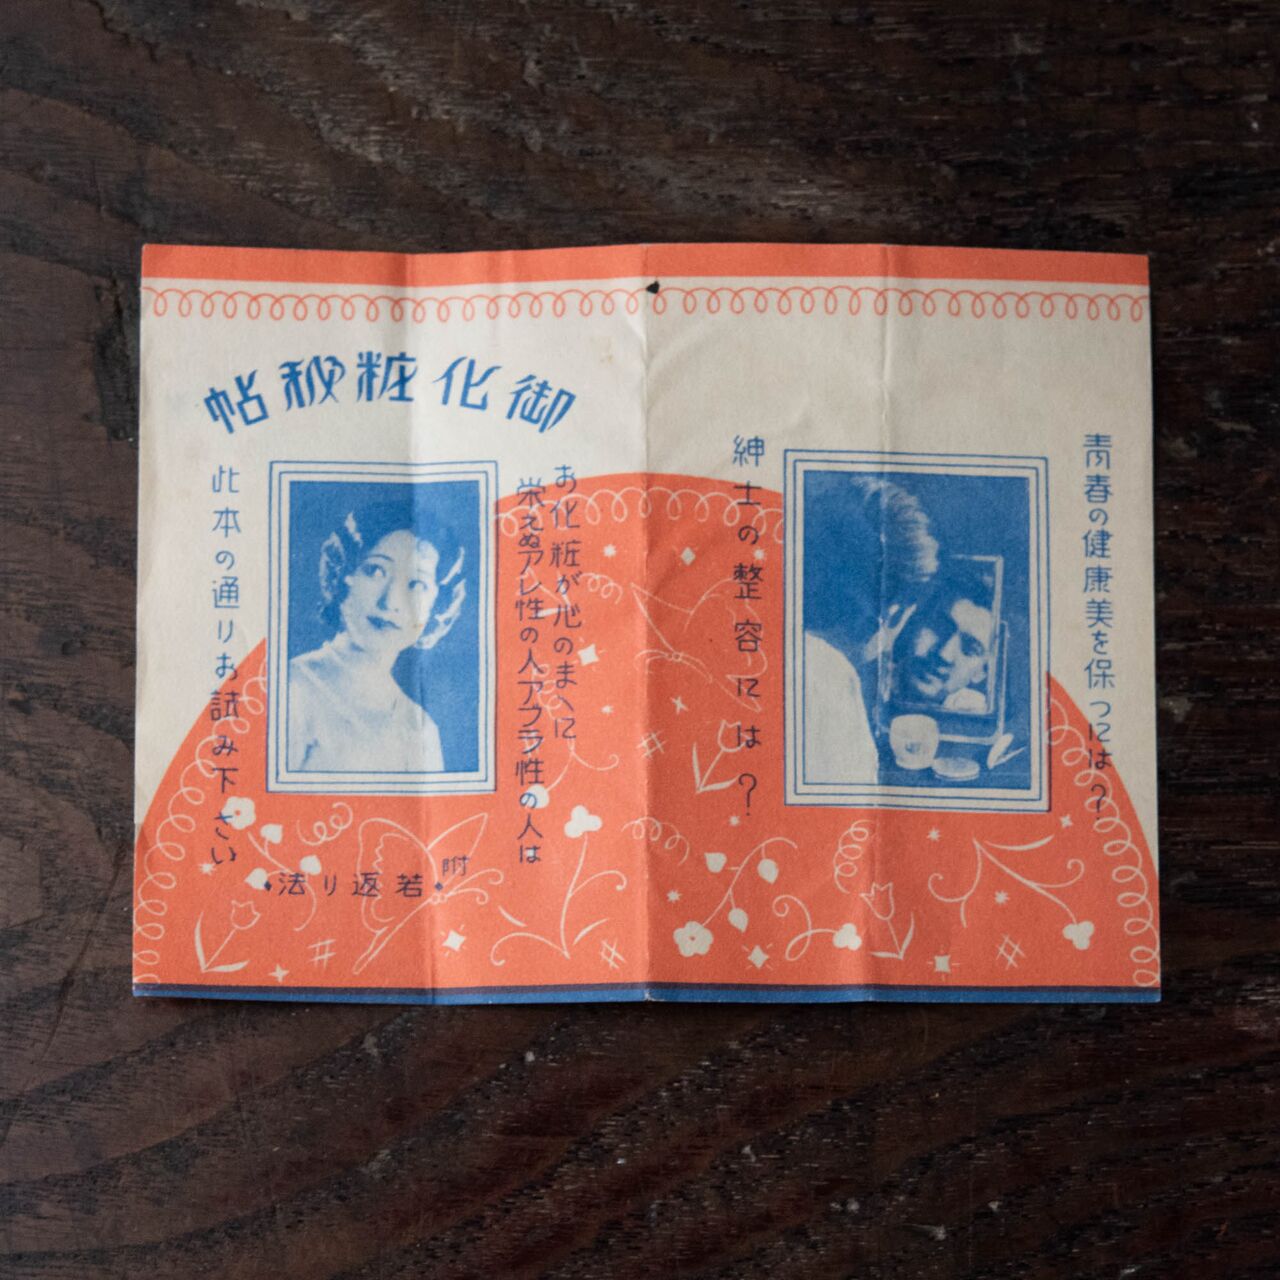 青春の健康美を保つには?
紳士の整容には?
御化粧秘帖
お化粧が心のまへに
栄えぬアレ性の人アブラ性の人は
此本の通りお試み下さい
附・若返り法・